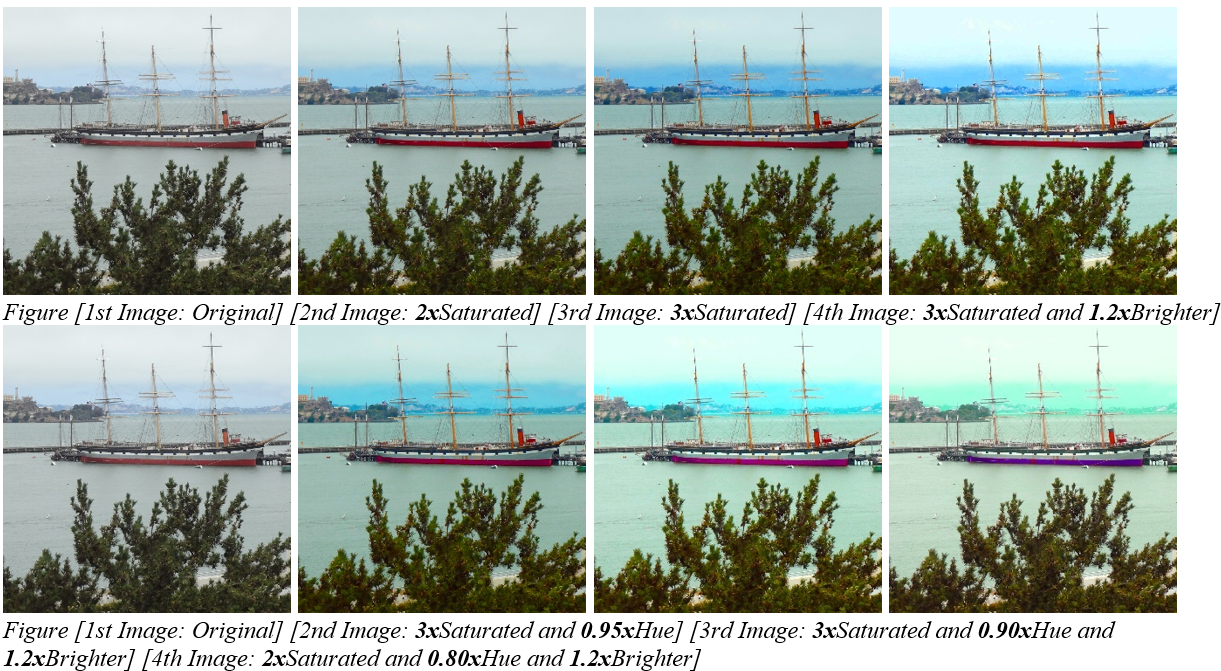 Figure [1st Image: Original] [2nd Image: 2xSaturated] [3rd Image: 3xSaturated] [4th Image: 3xSaturated and 1.2xBrighter]
Figure [1st Image: Original] [2nd Image: 3xSaturated and 0.95xHue] [3rd Image: 3xSaturated and 0.90xHue and
1.2xBrighter] [4th Image: 2xSaturated and 0.80xHue and 1.2xBrighter]